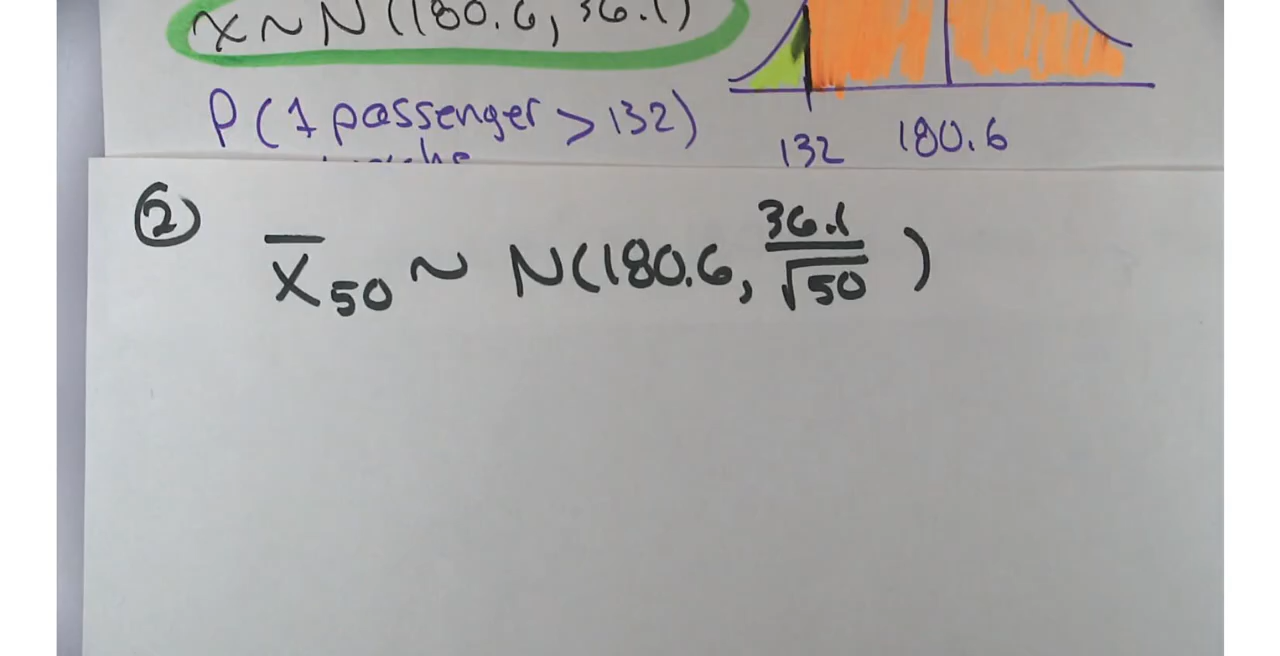 x ~ N(180.6, 36.1)
P(1 passenger > 132)
132 180.6
② X̄₅₀ ~ N(180.6, 36.1/√50)